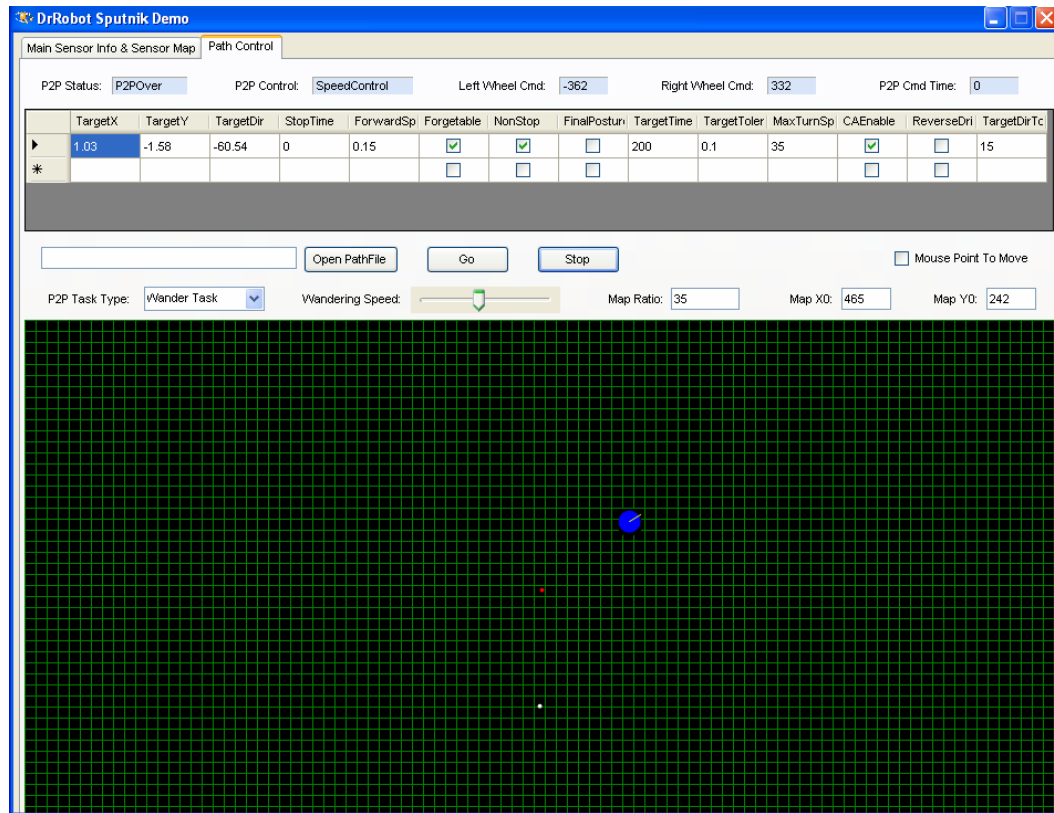 DrRobot Sputnik Demo
Main Sensor Info & Sensor Map Path Control
P2P Status: P2POver P2P Control: SpeedControl Left Wheel Cmd: -362 Right Wheel Cmd: 332 P2P Cmd Time: 0
TargetX TargetY TargetDir StopTime ForwardSp Forgetable NonStop FinalPostur TargetTime TargetToler MaxTurnSp CAEnable ReverseDri TargetDirTc
1.03 -1.58 -60.54 0 0.15 200 0.1 35 15
Open PathFile Go Stop Mouse Point To Move
P2P Task Type: Wander Task Wandering Speed: Map Ratio: 35 Map X0: 465 Map Y0: 242